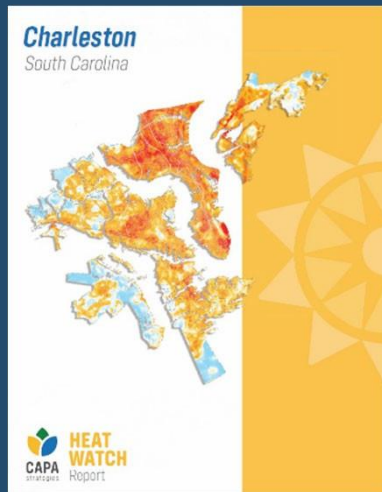 Charleston
South Carolina
CAPA
strategies
HEAT
WATCH
Report